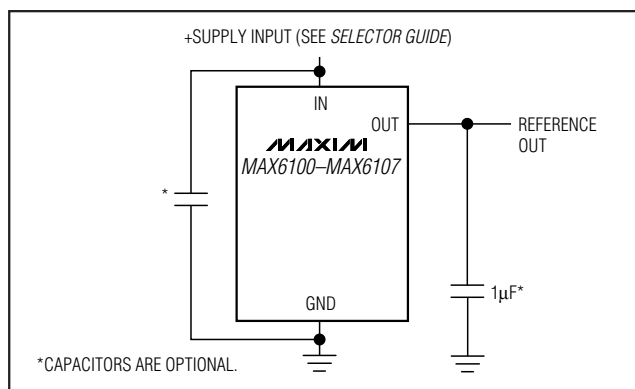 +SUPPLY INPUT (SEE SELECTOR GUIDE)
IN
OUT
REFERENCE
OUT
MAXIM
MAX6100–MAX6107
*
1µF*
GND
*CAPACITORS ARE OPTIONAL.